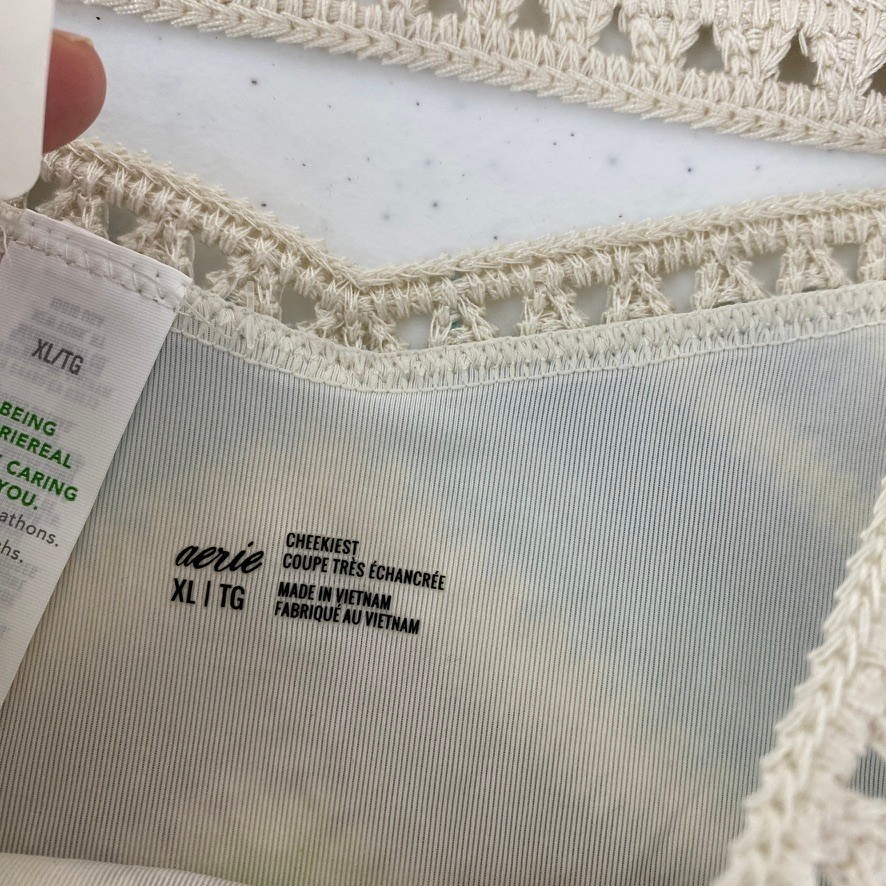 XL/TG
BEING
RIEREAL
CARING
YOU.
athons.
hs.
aerie
XL | TG
CHEEKIEST
COUPE TRÈS ÉCHANCRÉE
MADE IN VIETNAM
FABRIQUÉ AU VIETNAM